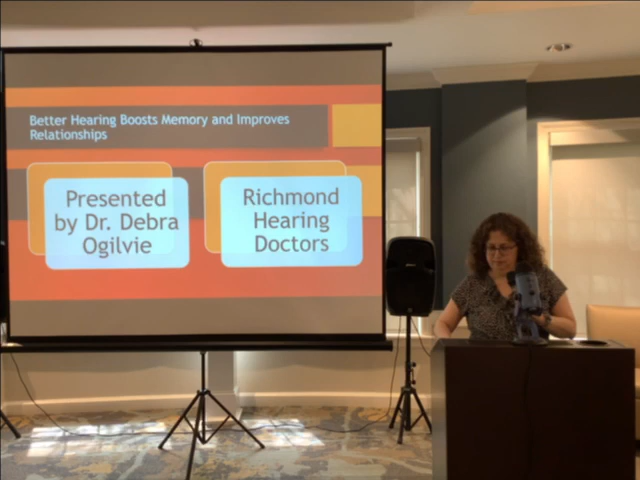 Better Hearing Boosts Memory and Improves
Relationships
Presented
by Dr. Debra
Ogilvie
Richmond
Hearing
Doctors